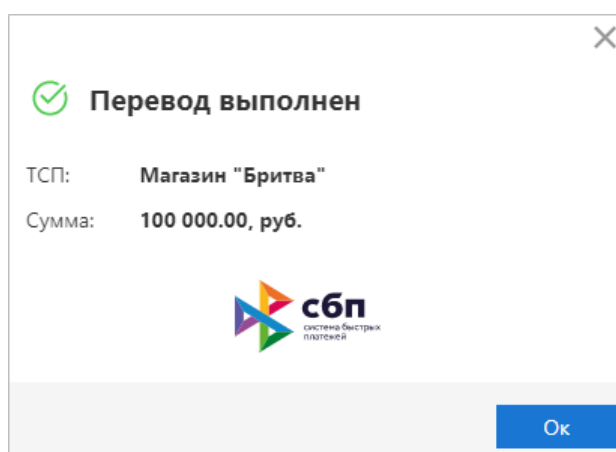 Перевод выполнен
ТСП: Магазин "Бритва"
Сумма: 100 000.00, руб.
сбп
система быстрых
платежей
Ок